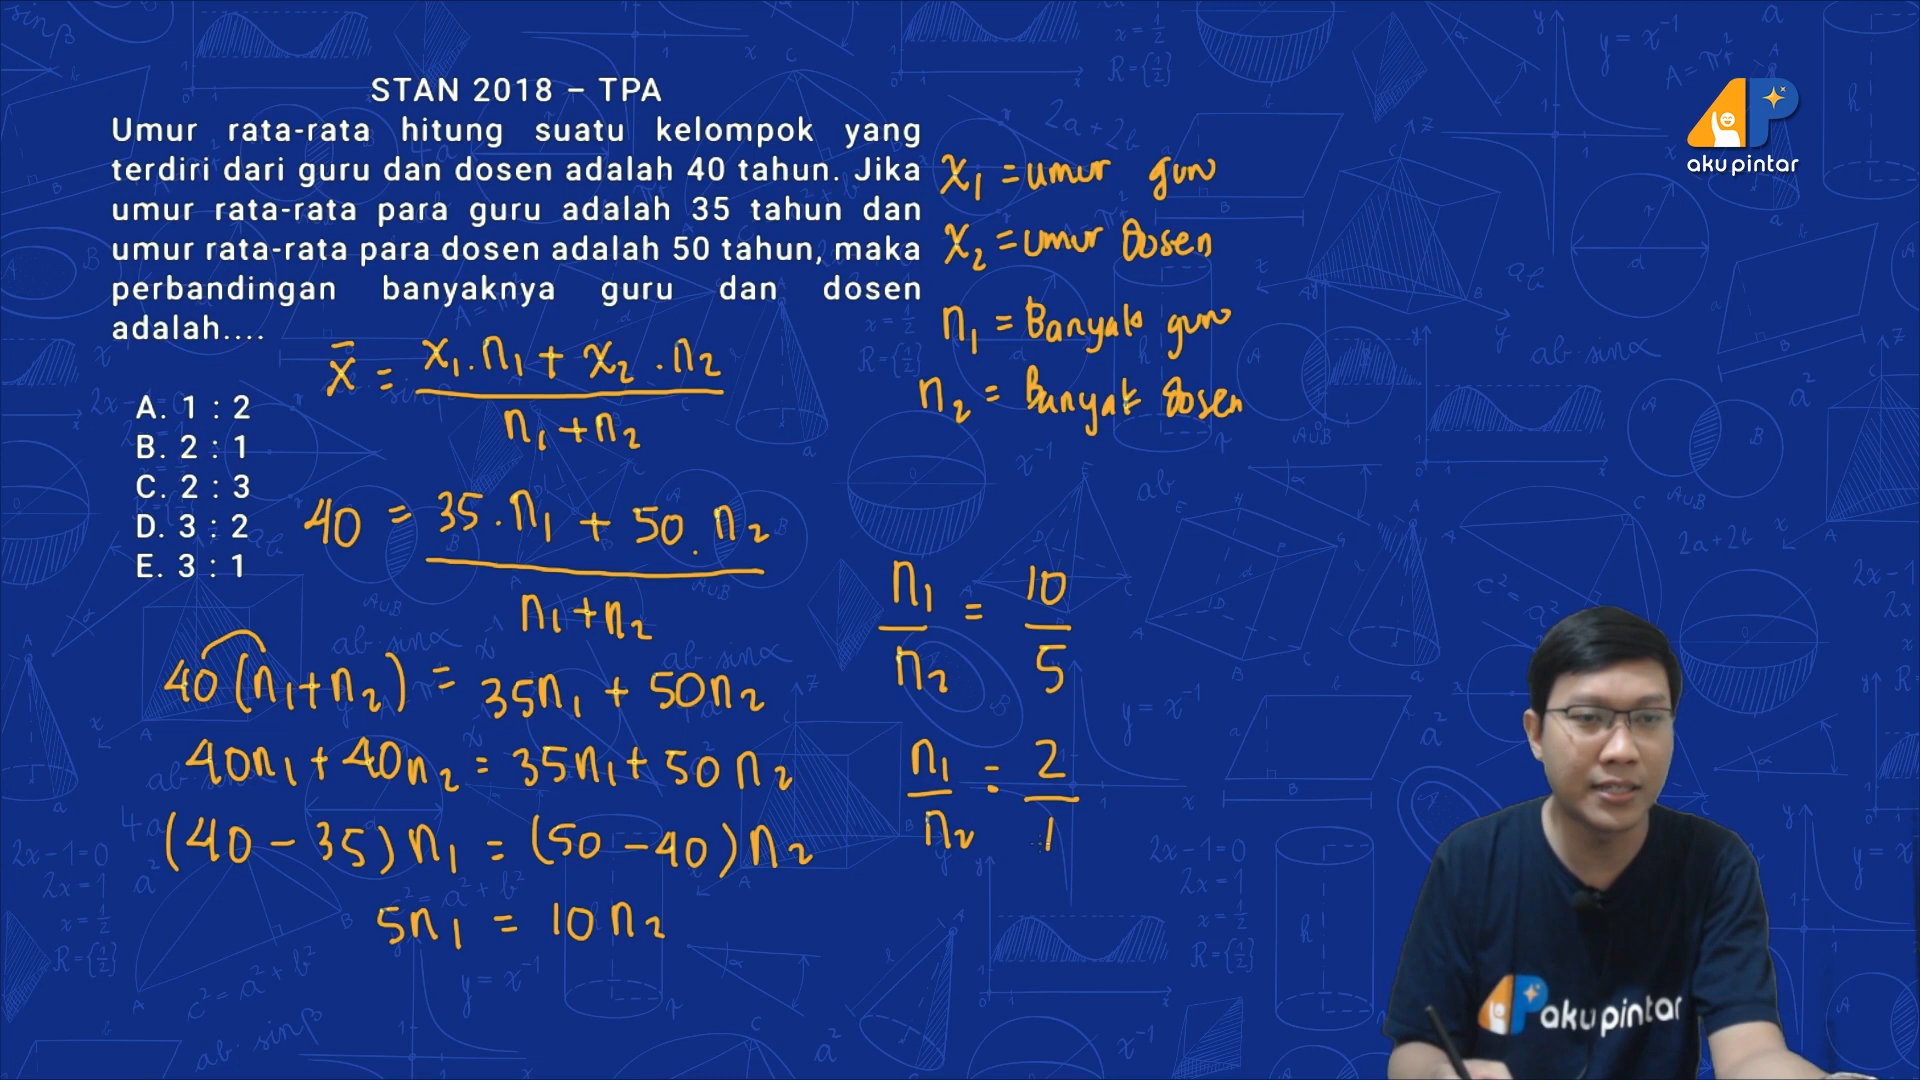 STAN 2018 – TPA
Umur rata-rata hitung suatu kelompok yang
terdiri dari guru dan dosen adalah 40 tahun. Jika
umur rata-rata para guru adalah 35 tahun dan
umur rata-rata para dosen adalah 50 tahun, maka
perbandingan banyaknya guru dan dosen
adalah....
A. 1 : 2
B. 2 : 1
C. 2 : 3
D. 3 : 2
E. 3 : 1
x̄ = (x₁.n₁ + x₂.n₂) / (n₁+n₂)
40 = (35.n₁ + 50.n₂) / (n₁+n₂)
40(n₁+n₂) = 35n₁ + 50n₂
40n₁+40n₂ = 35n₁+50n₂
(40-35)n₁ = (50-40)n₂
5n₁ = 10n₂
x₁ = umur guru
x₂ = umur dosen
n₁ = Banyak guru
n₂ = Banyak dosen
n₁/n₂ = 10/5
n₁/n₂ = 2/1
AP
aku pintar
aku pintar